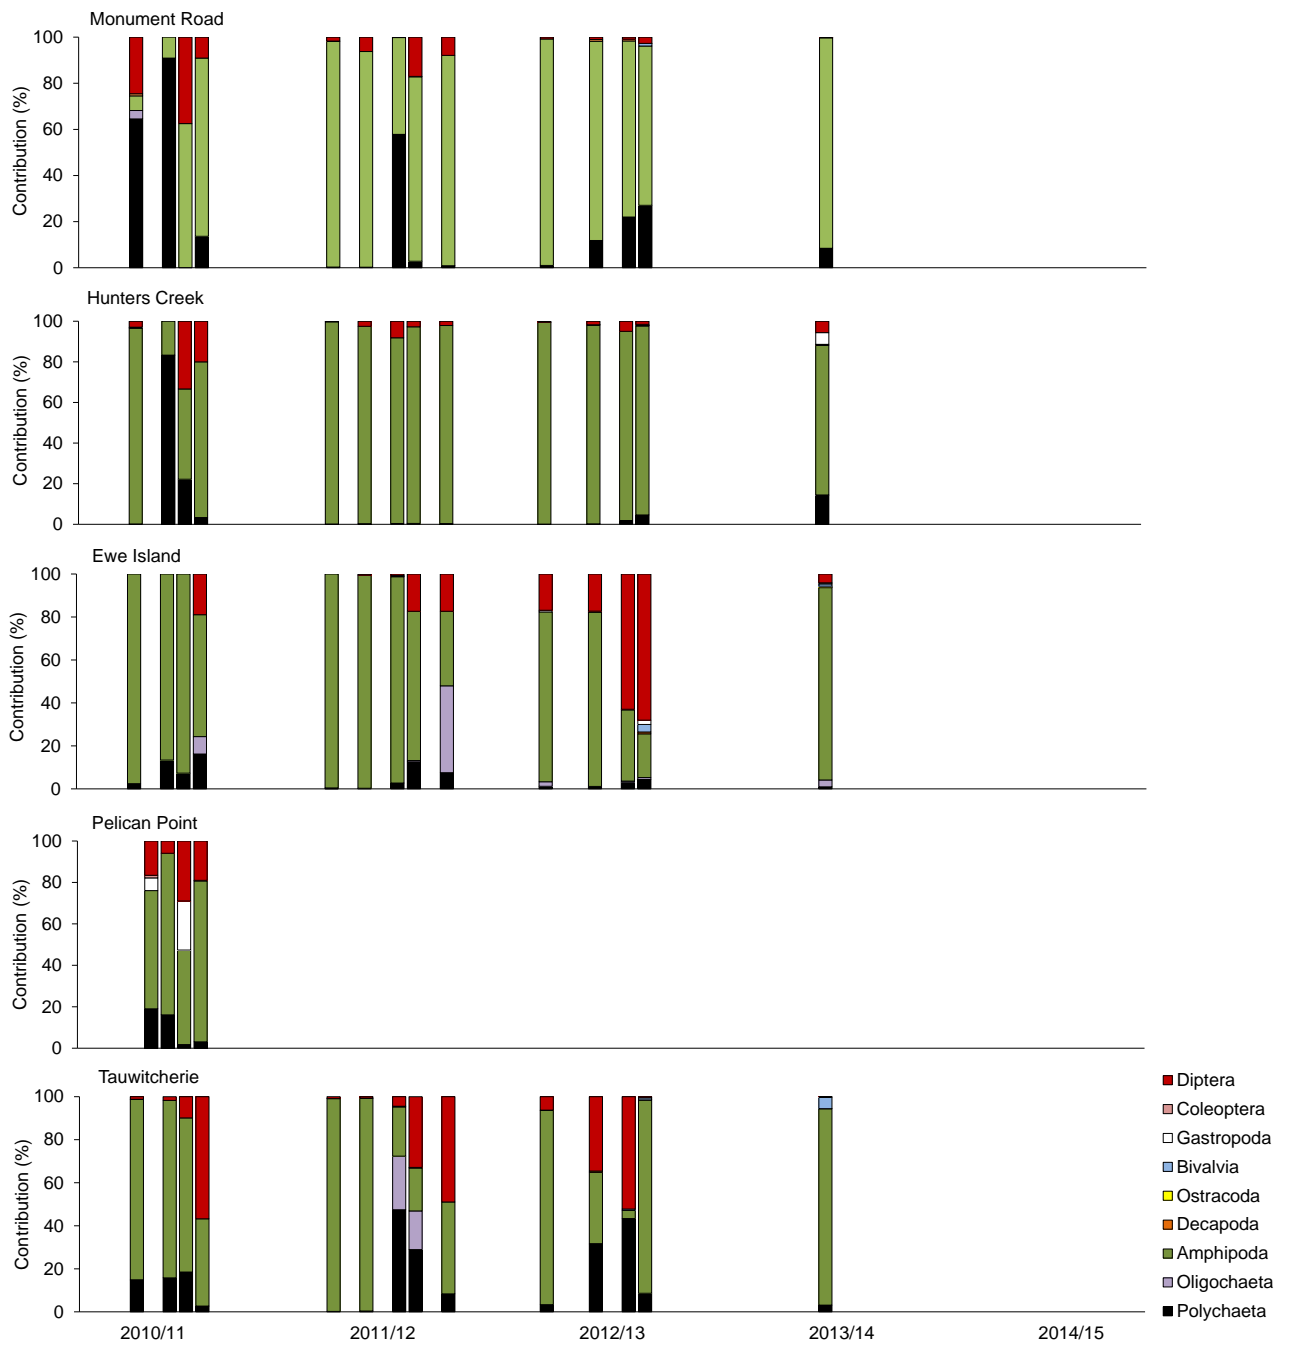 Monument Road
Contribution (%)
100
80
60
40
20
0
Hunters Creek
Contribution (%)
100
80
60
40
20
0
Ewe Island
Contribution (%)
100
80
60
40
20
0
Pelican Point
Contribution (%)
100
80
60
40
20
0
Tauwitcherie
Contribution (%)
100
80
60
40
20
0
2010/11 2011/12 2012/13 2013/14 2014/15
Diptera
Coleoptera
Gastropoda
Bivalvia
Ostracoda
Decapoda
Amphipoda
Oligochaeta
Polychaeta